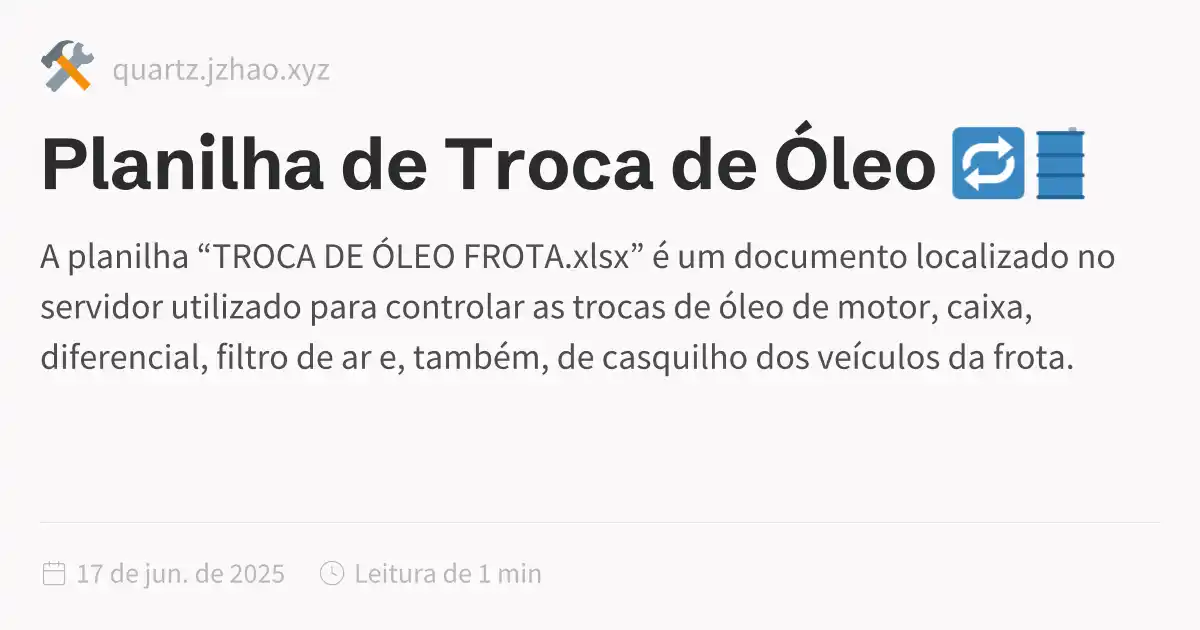 quartz.jzhao.xyz
Planilha de Troca de Óleo 🔁🛢️
A planilha “TROCA DE ÓLEO FROTA.xlsx” é um documento localizado no
servidor utilizado para controlar as trocas de óleo de motor, caixa,
diferencial, filtro de ar e, também, de casquilho dos veículos da frota.
17 de jun. de 2025
Leitura de 1 min